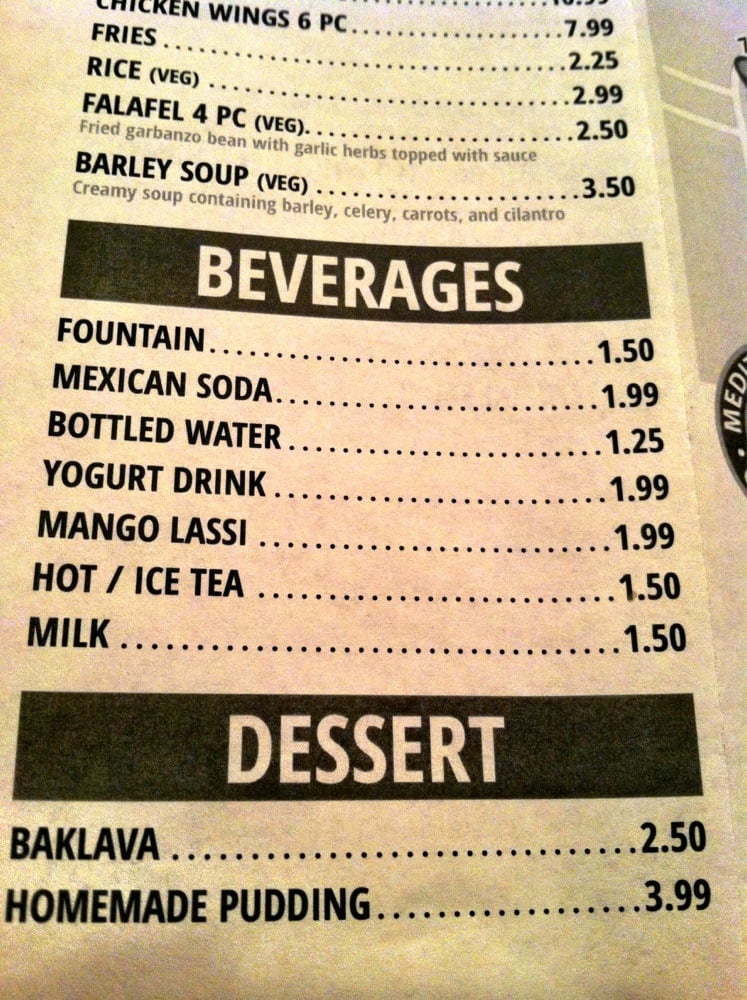 CHICKEN WINGS 6 PC..............................7.99
FRIES ..............................2.25
RICE (VEG) ..............................2.99
FALAFEL 4 PC (VEG)..............................2.50
Fried garbanzo bean with garlic herbs topped with sauce
BARLEY SOUP (VEG) ..............................3.50
Creamy soup containing barley, celery, carrots, and cilantro
BEVERAGES
FOUNTAIN..............................1.50
MEXICAN SODA..............................1.99
BOTTLED WATER..............................1.25
YOGURT DRINK..............................1.99
MANGO LASSI ..............................1.99
HOT / ICE TEA ..............................1.50
MILK ..............................1.50
DESSERT
BAKLAVA ..............................2.50
HOMEMADE PUDDING..............................3.99